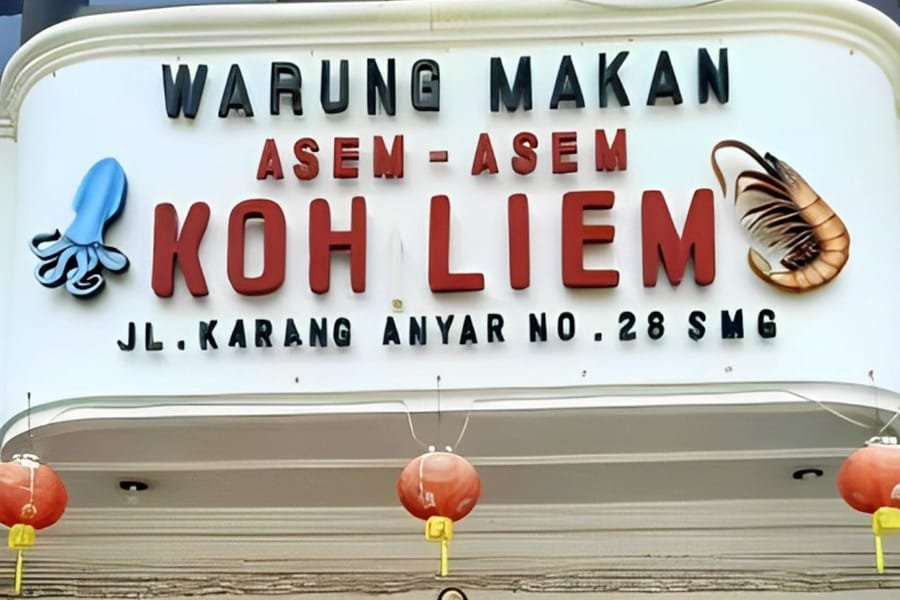 WARUNG MAKAN
ASEM - ASEM
KOH LIEM
JL. KARANG ANYAR NO. 28 SMG